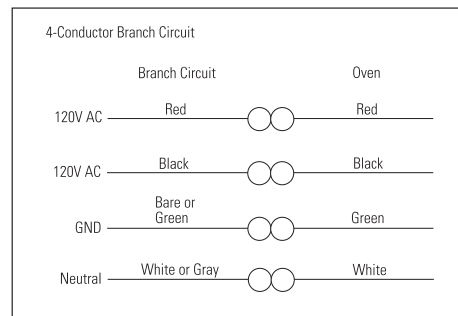 4-Conductor Branch Circuit
Branch Circuit Oven
120V AC Red Red
120V AC Black Black
Bare or
GND Green Green
Neutral White or Gray White